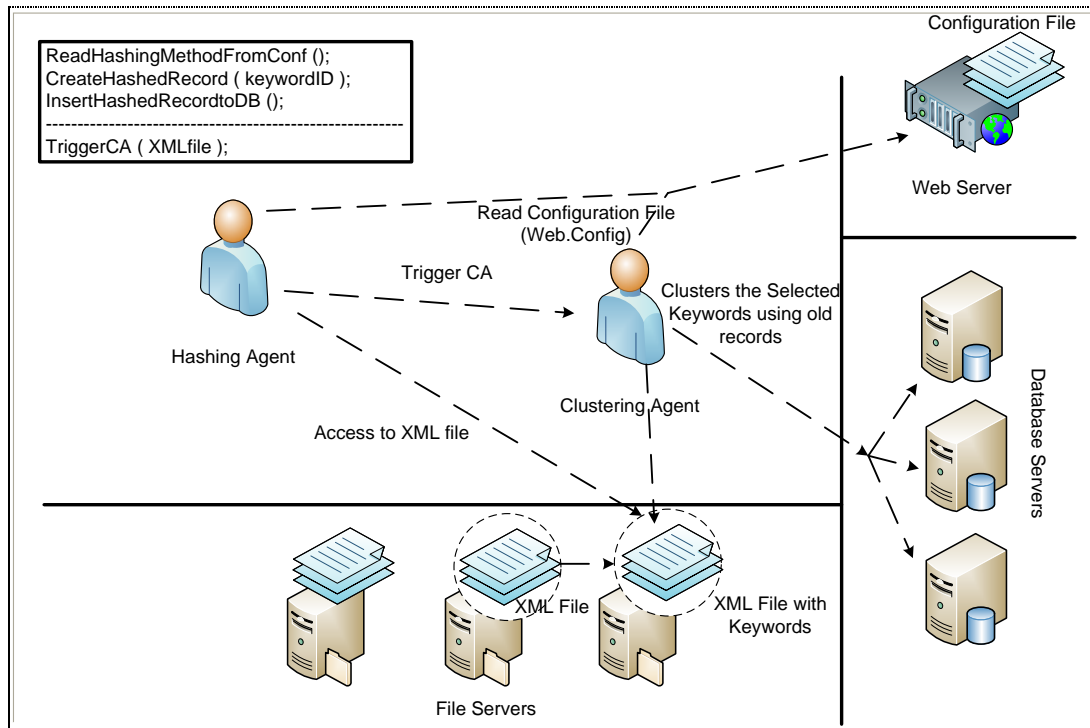 Configuration File
ReadHashingMethodFromConf ();
CreateHashedRecord ( keywordID );
InsertHashedRecordtoDB ();
--------------------------------------------------------
TriggerCA ( XMLfile );
Web Server
Read Configuration File
(Web.Config)
Trigger CA
Clusters the Selected
Keywords using old
records
Hashing Agent
Clustering Agent
Access to XML file
Database Servers
XML File
XML File with
Keywords
File Servers